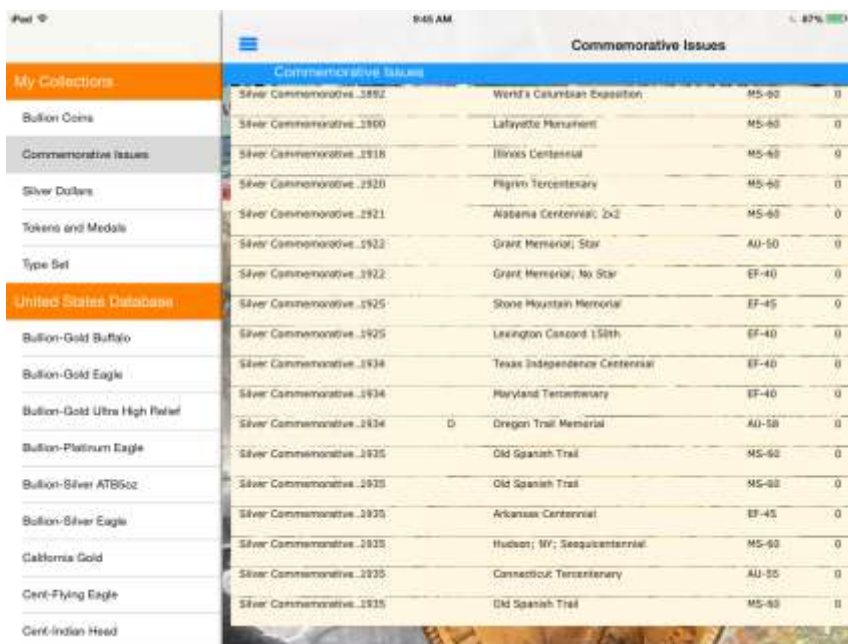 iPad
9:45 AM
87%
Commemorative Issues
Commemorative Issues
My Collections
Bullion Coins
Commemorative Issues
Silver Dollars
Tokens and Medals
Type Set
United States Database
Bullion-Gold Buffalo
Bullion-Gold Eagle
Bullion-Gold Ultra High Relief
Bullion-Platinum Eagle
Bullion-Silver ATB5oz
Bullion-Silver Eagle
California Gold
Cent-Flying Eagle
Cent-Indian Head
Silver Commemorative..1892 World's Columbian Exposition MS-60 0
Silver Commemorative..1900 Lafayette Monument MS-60 0
Silver Commemorative..1918 Illinois Centennial MS-60 0
Silver Commemorative..1920 Pilgrim Tercentenary MS-60 0
Silver Commemorative..1921 Alabama Centennial; 2x2 MS-60 0
Silver Commemorative..1922 Grant Memorial; Star AU-50 0
Silver Commemorative..1922 Grant Memorial; No Star EF-40 0
Silver Commemorative..1925 Stone Mountain Memorial EF-45 0
Silver Commemorative..1925 Lexington Concord 150th EF-40 0
Silver Commemorative..1934 Texas Independence Centennial EF-40 0
Silver Commemorative..1934 Maryland Tercentenary EF-40 0
Silver Commemorative..1934 D Oregon Trail Memorial AU-58 0
Silver Commemorative..1935 Old Spanish Trail MS-60 0
Silver Commemorative..1935 Old Spanish Trail MS-60 0
Silver Commemorative..1935 Arkansas Centennial EF-45 0
Silver Commemorative..1935 Hudson; NY; Sesquicentennial MS-60 0
Silver Commemorative..1935 Connecticut Tercentenary AU-55 0
Silver Commemorative..1935 Old Spanish Trail MS-60 0